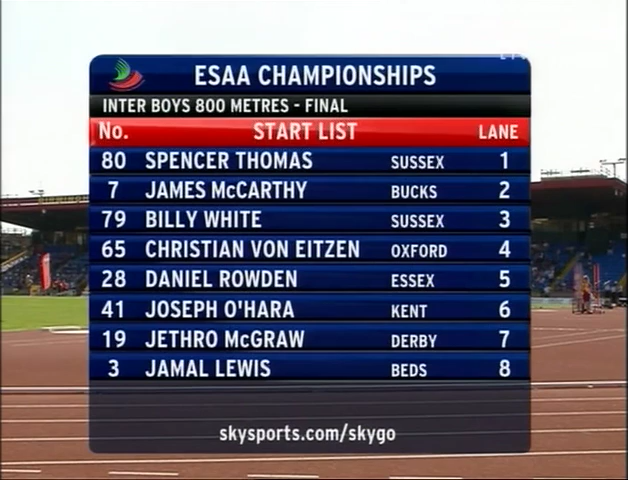 ESAA CHAMPIONSHIPS
INTER BOYS 800 METRES - FINAL
No. START LIST LANE
80 SPENCER THOMAS SUSSEX 1
7 JAMES McCARTHY BUCKS 2
79 BILLY WHITE SUSSEX 3
65 CHRISTIAN VON EITZEN OXFORD 4
28 DANIEL ROWDEN ESSEX 5
41 JOSEPH O'HARA KENT 6
19 JETHRO McGRAW DERBY 7
3 JAMAL LEWIS BEDS 8
skysports.com/skygo